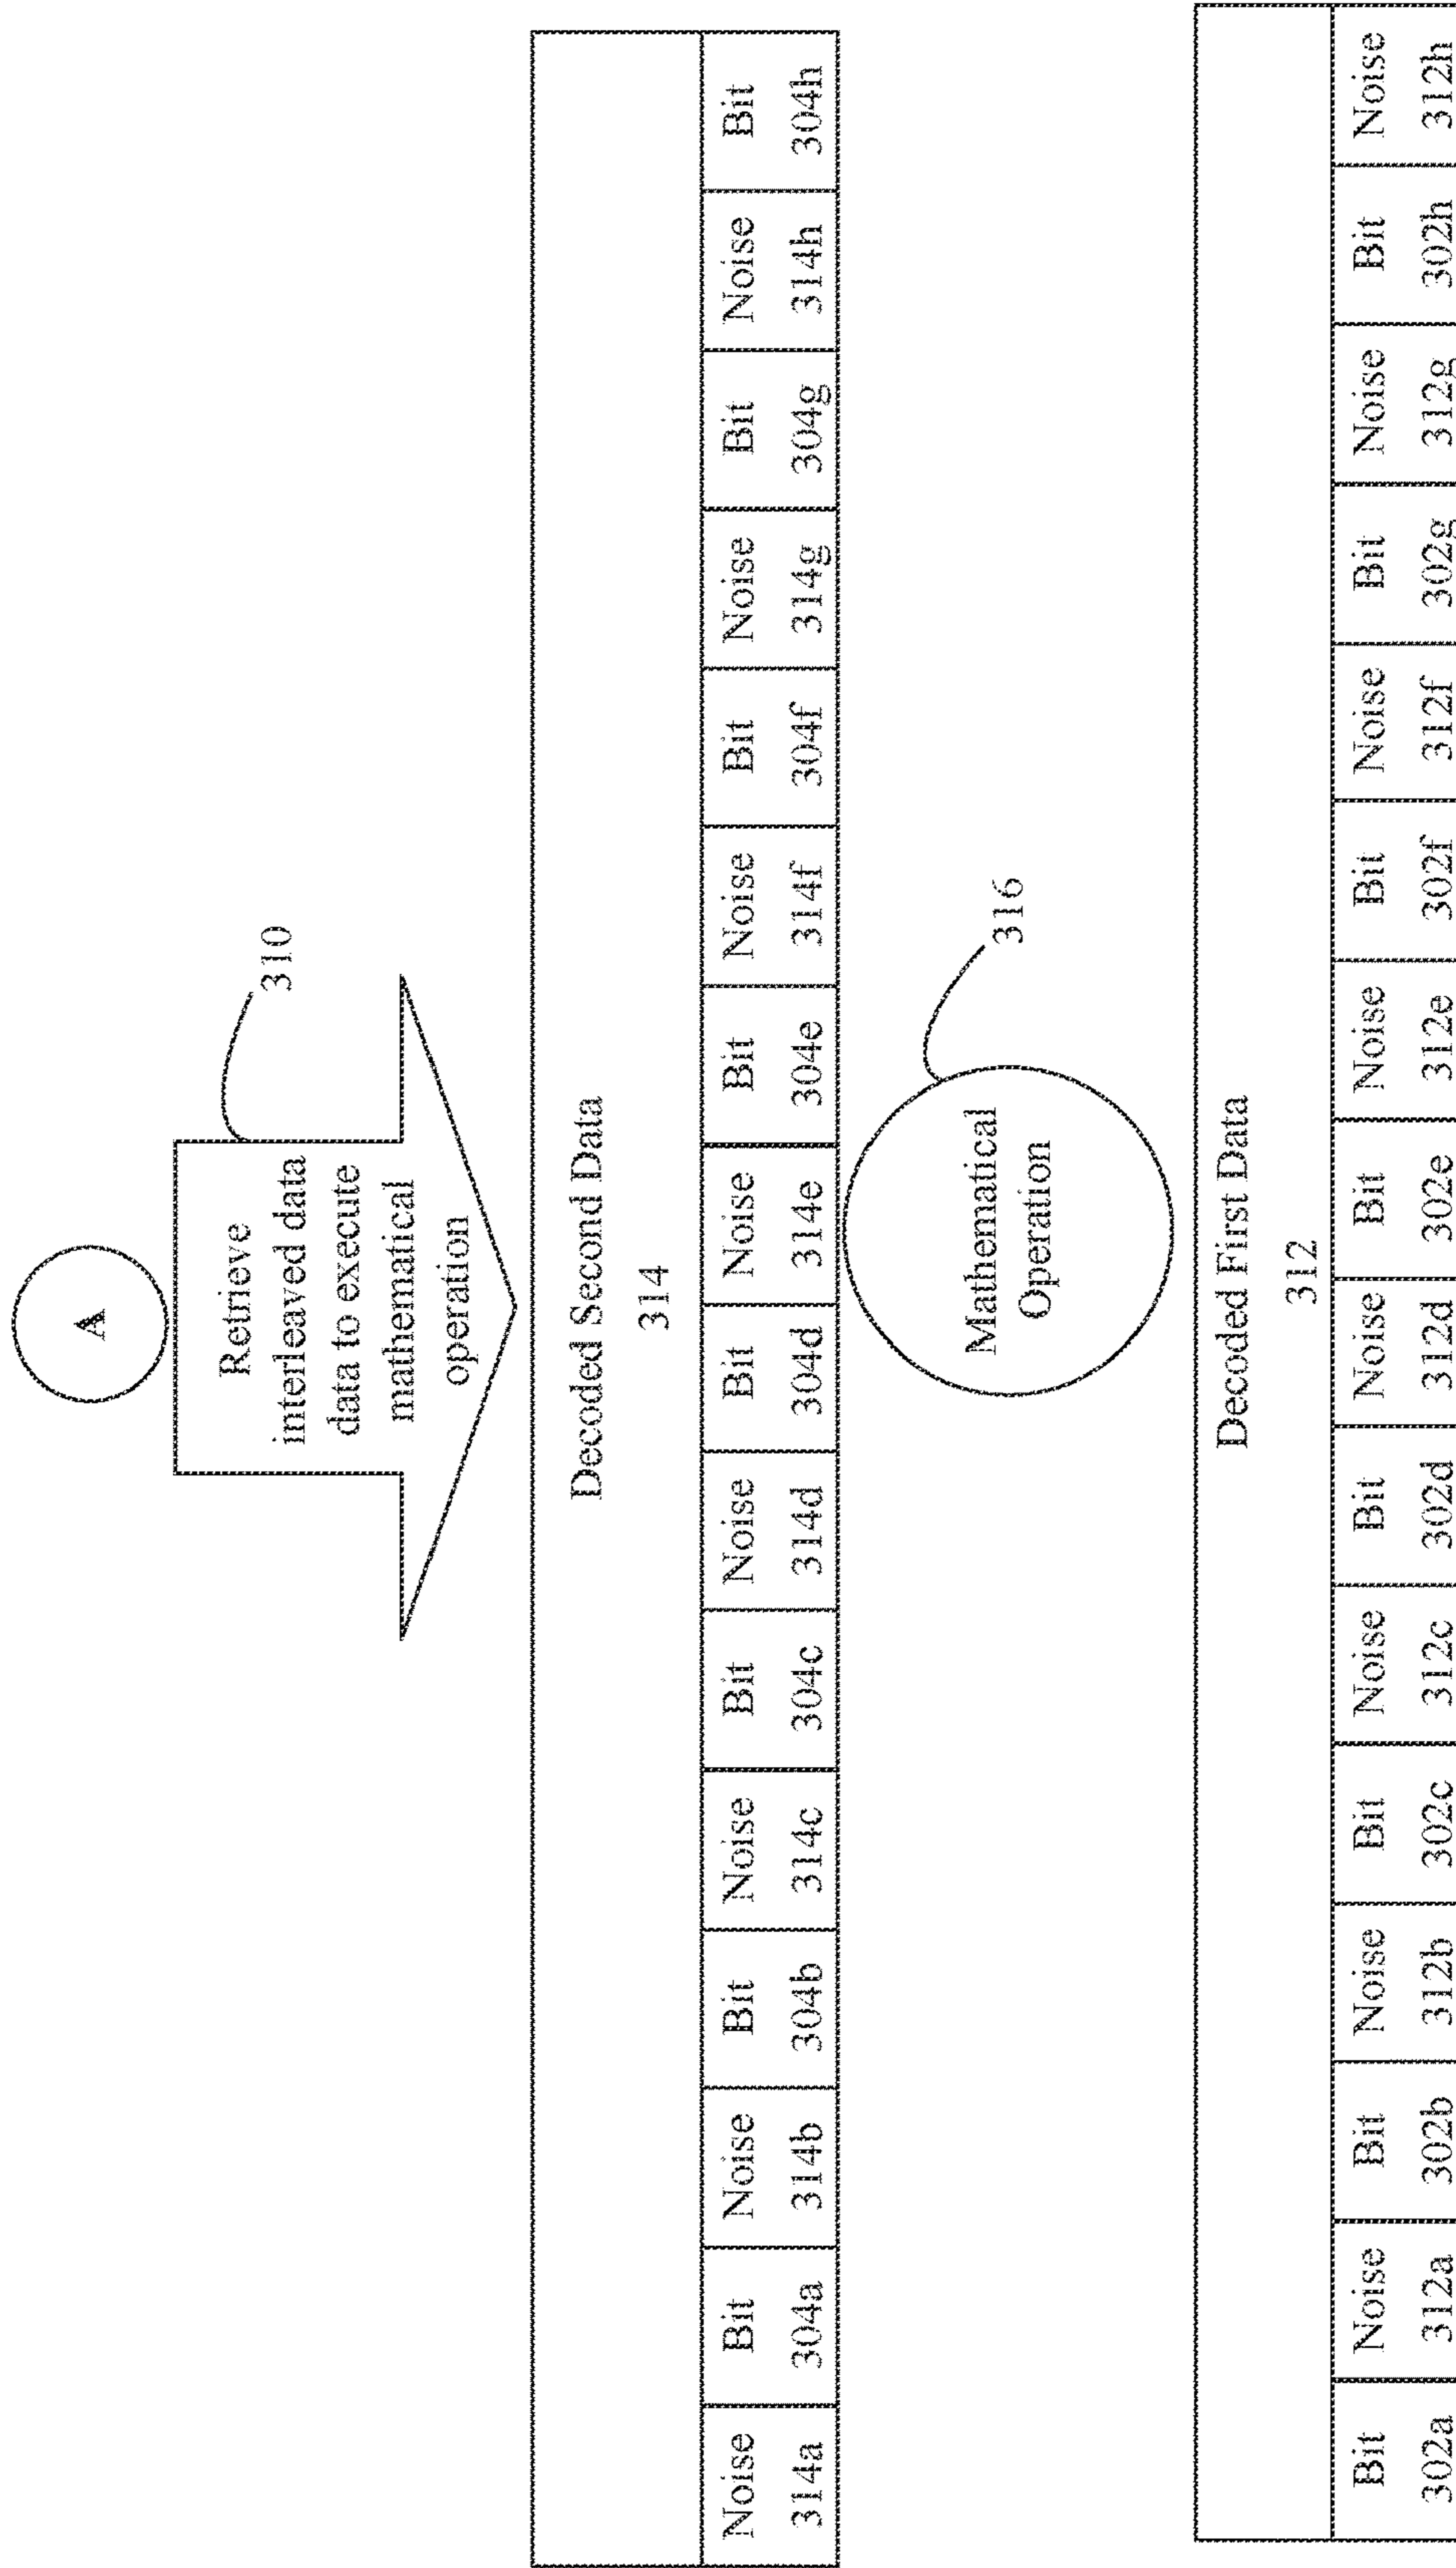 A
310
Retrieve
interleaved data
data to execute
mathematical
operation
Decoded Second Data
314
Noise Bit Noise Bit Noise Bit Noise Bit Noise Bit Noise Bit Noise Bit Noise Bit
314a 304a 314b 304b 314c 304c 314d 304d 314e 304e 314f 304f 314g 304g 314h 304h
316
Mathematical
Operation
Decoded First Data
312
Bit Noise Bit Noise Bit Noise Bit Noise Bit Noise Bit Noise Bit Noise Bit Noise
302a 312a 302b 312b 302c 312c 302d 312d 302e 312e 302f 312f 302g 312g 302h 312h